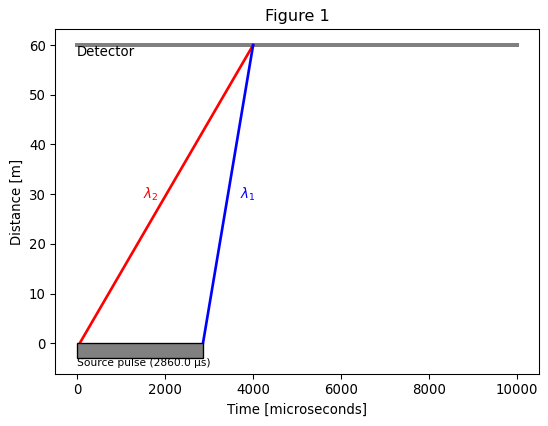 Figure 1
60
Detector
50
40
Distance [m]
30
λ₂
λ₁
20
10
0
Source pulse (2860.0 μs)
0
2000
4000
6000
8000
10000
Time [microseconds]